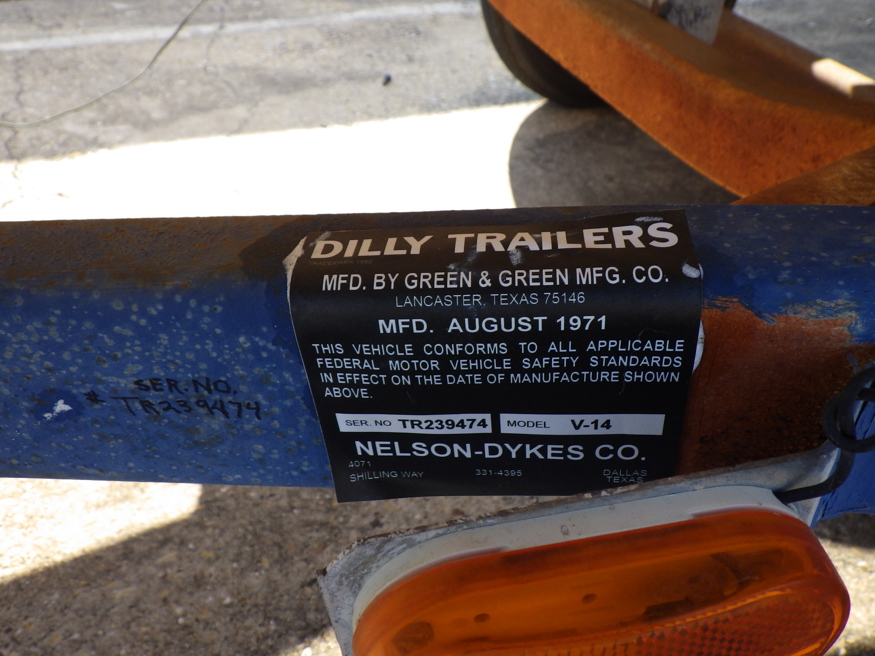 DILLY TRAILERS
MFD. BY GREEN & GREEN MFG. CO.
LANCASTER, TEXAS 75146
MFD. AUGUST 1971
THIS VEHICLE CONFORMS TO ALL APPLICABLE
FEDERAL MOTOR VEHICLE SAFETY STANDARDS
IN EFFECT ON THE DATE OF MANUFACTURE SHOWN
ABOVE.
SER. NO TR239474 MODEL V-14
NELSON-DYKES CO.
4071
SHILLING WAY 331-4395 DALLAS
TEXAS
SER. NO.
# TR239474